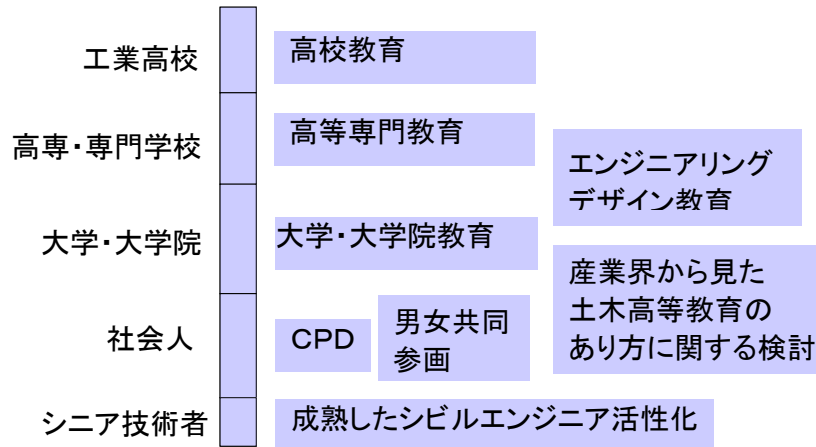 工業高校
高校教育
高専・専門学校
高等専門教育
エンジニアリング
デザイン教育
大学・大学院
大学・大学院教育
産業界から見た
土木高等教育の
あり方に関する検討
社会人
CPD
男女共同
参画
シニア技術者
成熟したシビルエンジニア活性化